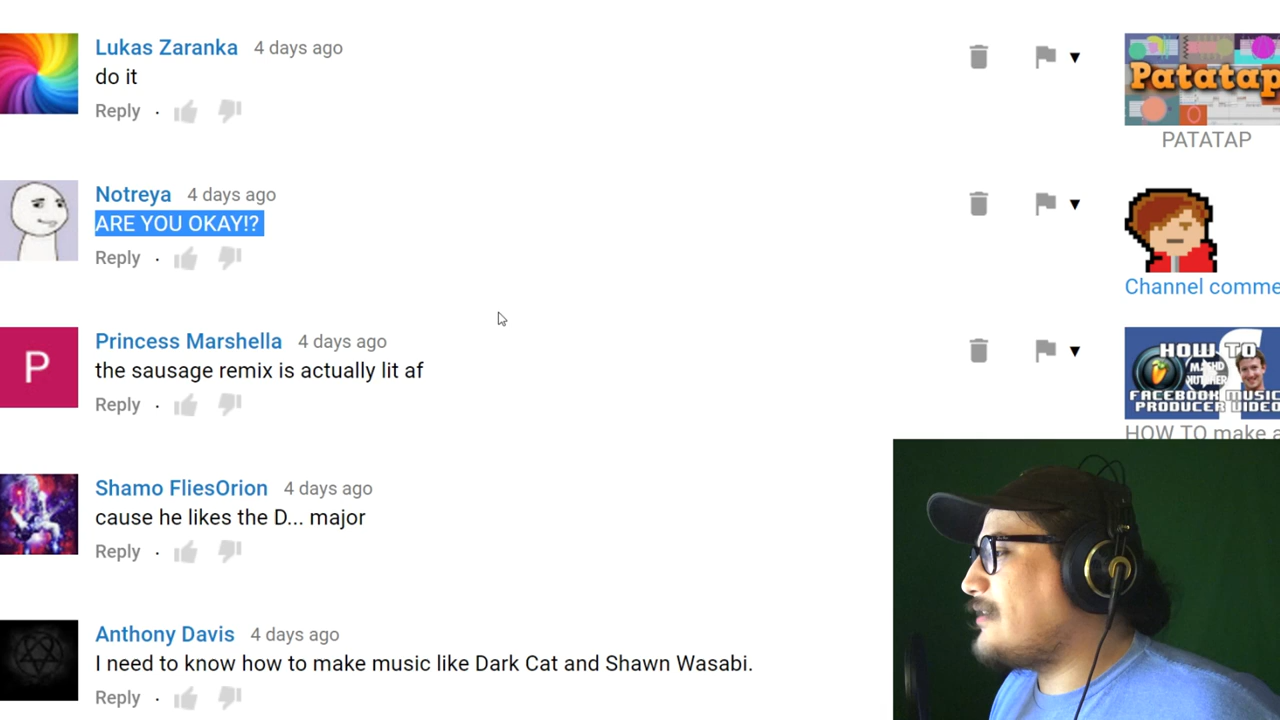 Lukas Zaranka 4 days ago
do it
Reply
Patatap
PATATAP
Notreya 4 days ago
ARE YOU OKAY!?
Reply
Channel comme
P
Princess Marshella 4 days ago
the sausage remix is actually lit af
Reply
HOW TO
FACEBOOK MUSIC
PRODUCER VIDEO
HOW TO make a
Shamo FliesOrion 4 days ago
cause he likes the D... major
Reply
Anthony Davis 4 days ago
I need to know how to make music like Dark Cat and Shawn Wasabi.
Reply